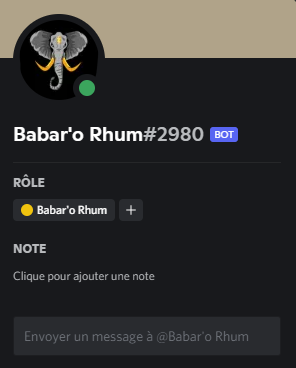 Babar'o Rhum#2980 BOT
RÔLE
Babar'o Rhum +
NOTE
Clique pour ajouter une note
Envoyer un message à @Babar'o Rhum